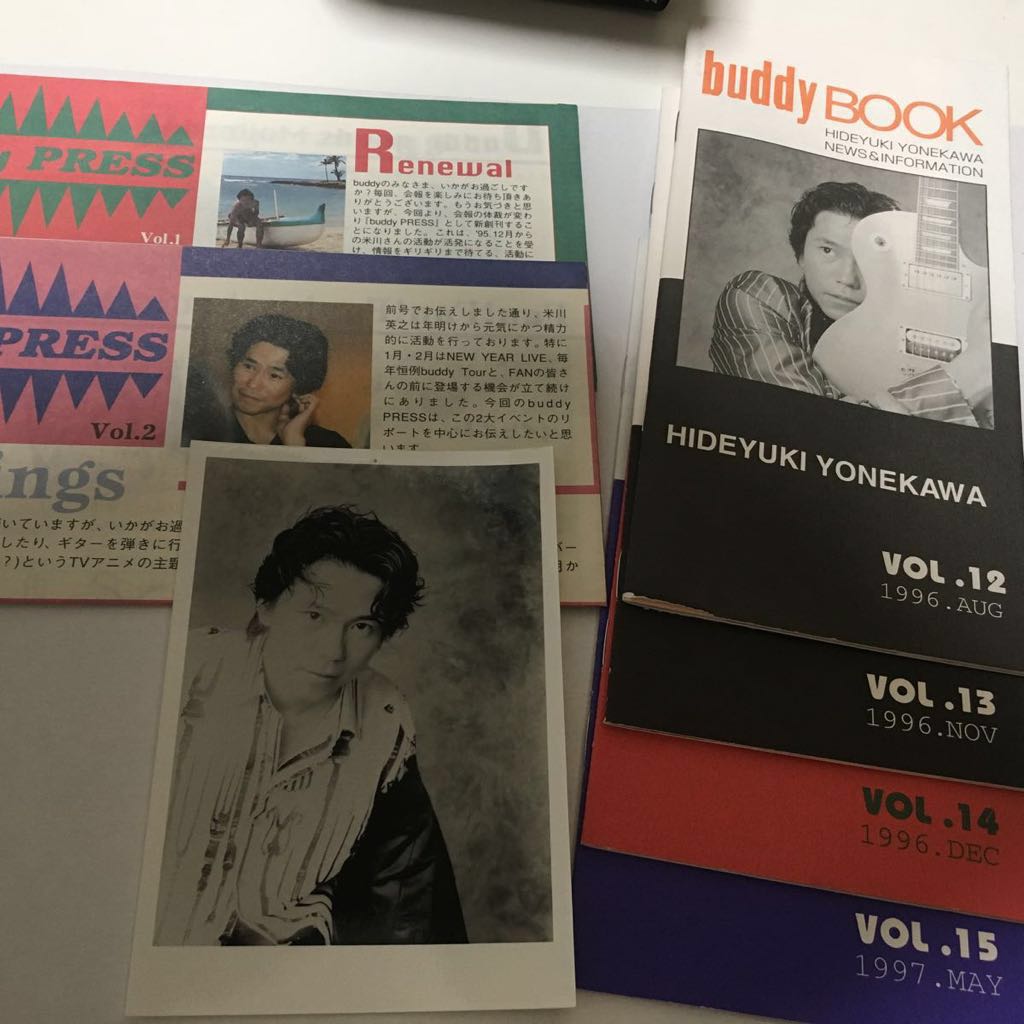 PRESS
Vol.1
Renewal
buddyのみなさま、いかがお過ごしです
か？毎回、会報を楽しみにお待ち頂きあ
りがとうございます。もうお気づきと思
いますが、今回より、会報の体裁が変わ
り「buddy PRESS」として新創刊するこ
とになりました。これは、'95.12月から
の米川さんの活動が活発になることを受
け、情報をギリギリまで待てる、活動に
PRESS
Vol.2
前号でお伝えしました通り、米川
英之は年明けから元気にかつ精力
的に活動を行っております。特に
1月・2月はNEW YEAR LIVE、毎
年恒例buddy Tourと、FANの皆さ
んの前に登場する機会が立て続け
にありました。今回のbuddy
PRESSは、この2大イベントのリ
ポートを中心にお伝えしたいと思
います。
ings
いていますが、いかがお過
したり、ギターを弾きに行
？)というTVアニメの主題
buddy BOOK
HIDEYUKI YONEKAWA
NEWS&INFORMATION
HIDEYUKI YONEKAWA
VOL.12
1996.AUG
VOL.13
1996.NOV
VOL.14
1996.DEC
VOL.15
1997.MAY